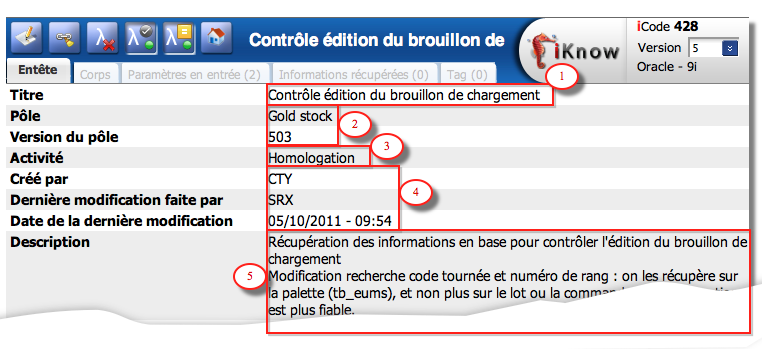 Contrôle édition du brouillon de
iKnow
iCode 428
Version 5
Oracle - 9i
Entête Corps Paramètres en entrée (2) Informations récupérées (0) Tag (0)
1
Titre Contrôle édition du brouillon de chargement
Pôle Gold stock
2
Version du pôle 503
3
Activité Homologation
Créé par CTY
4
Dernière modification faite par SRX
Date de la dernière modification 05/10/2011 - 09:54
Description Récupération des informations en base pour contrôler l'édition du brouillon de
chargement
5
Modification recherche code tournée et numéro de rang : on les récupère sur
la palette (tb_eums), et non plus sur le lot ou la
est plus fiable.